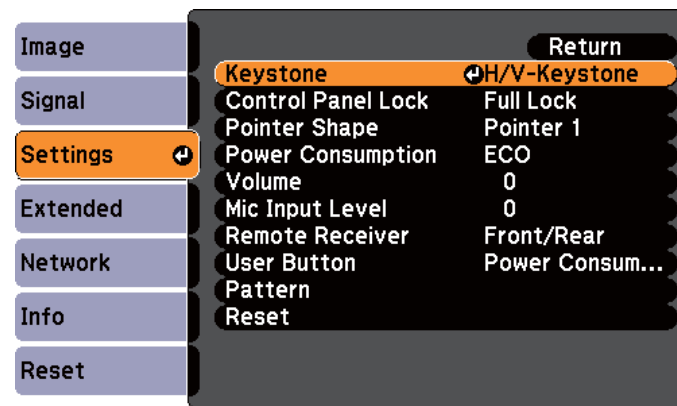 Image
Signal
Settings
Extended
Network
Info
Reset
Return
Keystone H/V-Keystone
Control Panel Lock Full Lock
Pointer Shape Pointer 1
Power Consumption ECO
Volume 0
Mic Input Level 0
Remote Receiver Front/Rear
User Button Power Consum...
Pattern
Reset